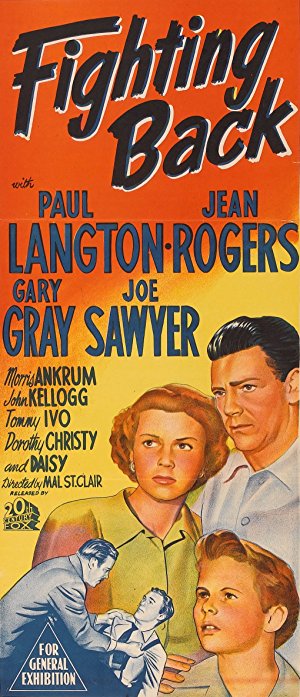 Fighting
Back
with
PAUL JEAN
LANGTON·ROGERS
GARY JOE
GRAY SAWYER
Morris ANKRUM
John KELLOGG
Tommy IVO
Dorothy CHRISTY
and DAISY
Directed by MAL ST. CLAIR
RELEASED BY
20TH
CENTURY
FOX
FOR
GENERAL
EXHIBITION